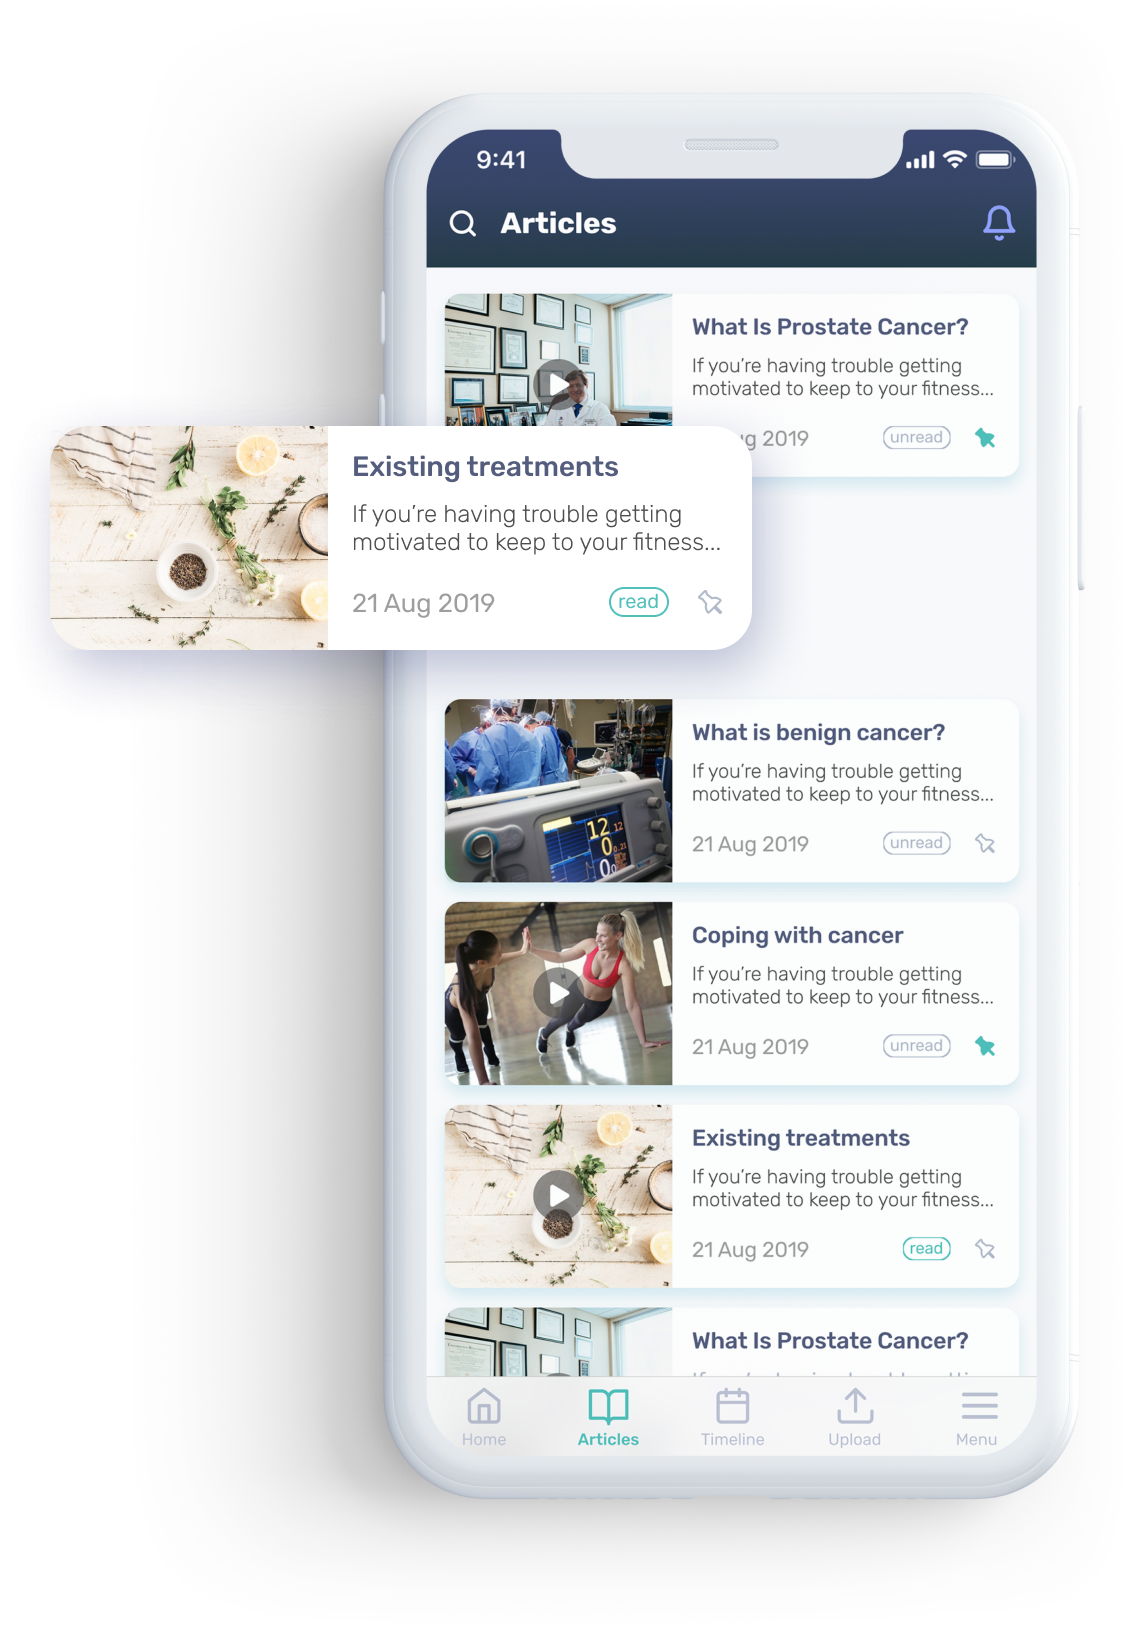 9:41
Articles
What Is Prostate Cancer?
If you're having trouble getting
motivated to keep to your fitness...
2019
unread
Existing treatments
If you're having trouble getting
motivated to keep to your fitness...
21 Aug 2019
read
What is benign cancer?
If you're having trouble getting
motivated to keep to your fitness...
21 Aug 2019
unread
12
0
Coping with cancer
If you're having trouble getting
motivated to keep to your fitness...
21 Aug 2019
unread
Existing treatments
If you're having trouble getting
motivated to keep to your fitness...
21 Aug 2019
read
What Is Prostate Cancer?
Home
Articles
Timeline
Upload
Menu